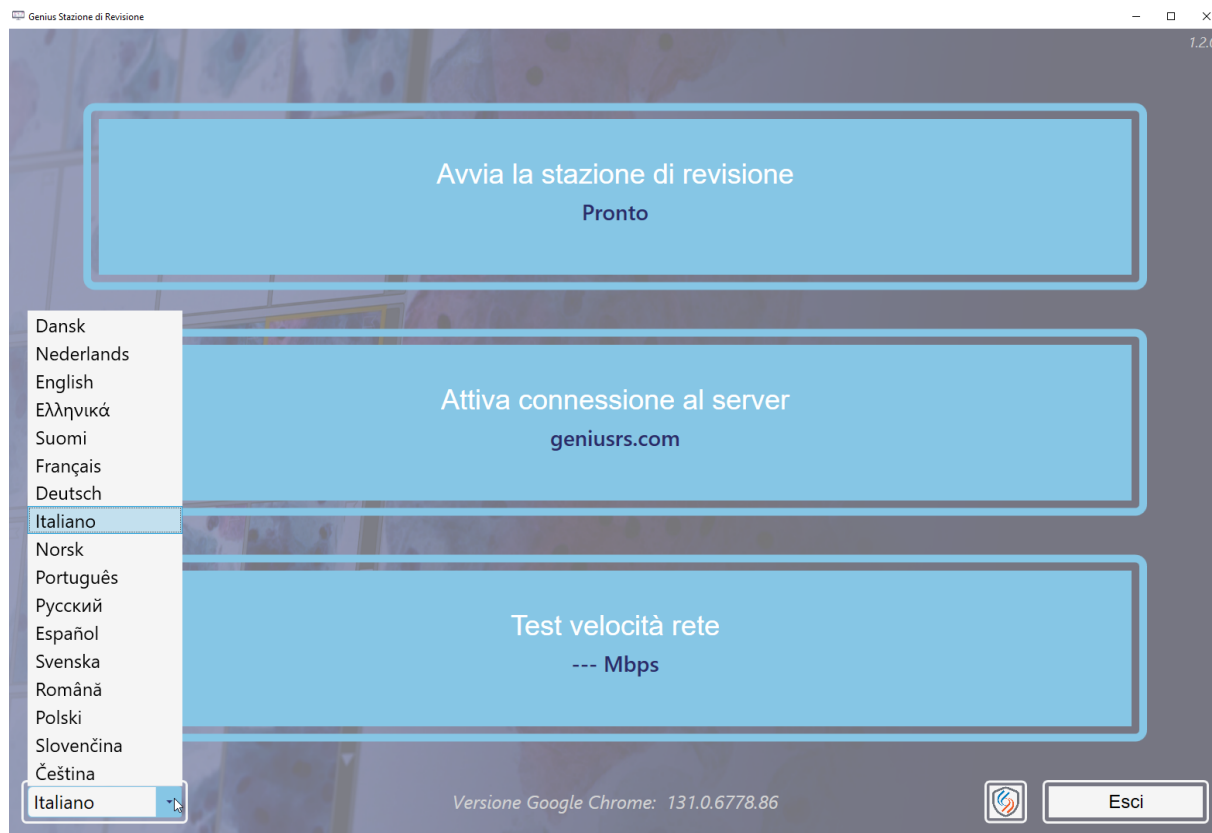 Genius Stazione di Revisione
1.2.
Avvia la stazione di revisione
Pronto
Attiva connessione al server
geniusrs.com
Test velocità rete
--- Mbps
Dansk
Nederlands
English
Ελληνικά
Suomi
Français
Deutsch
Italiano
Norsk
Português
Русский
Español
Svenska
Română
Polski
Slovenčina
Čeština
Italiano
Versione Google Chrome: 131.0.6778.86
Esci